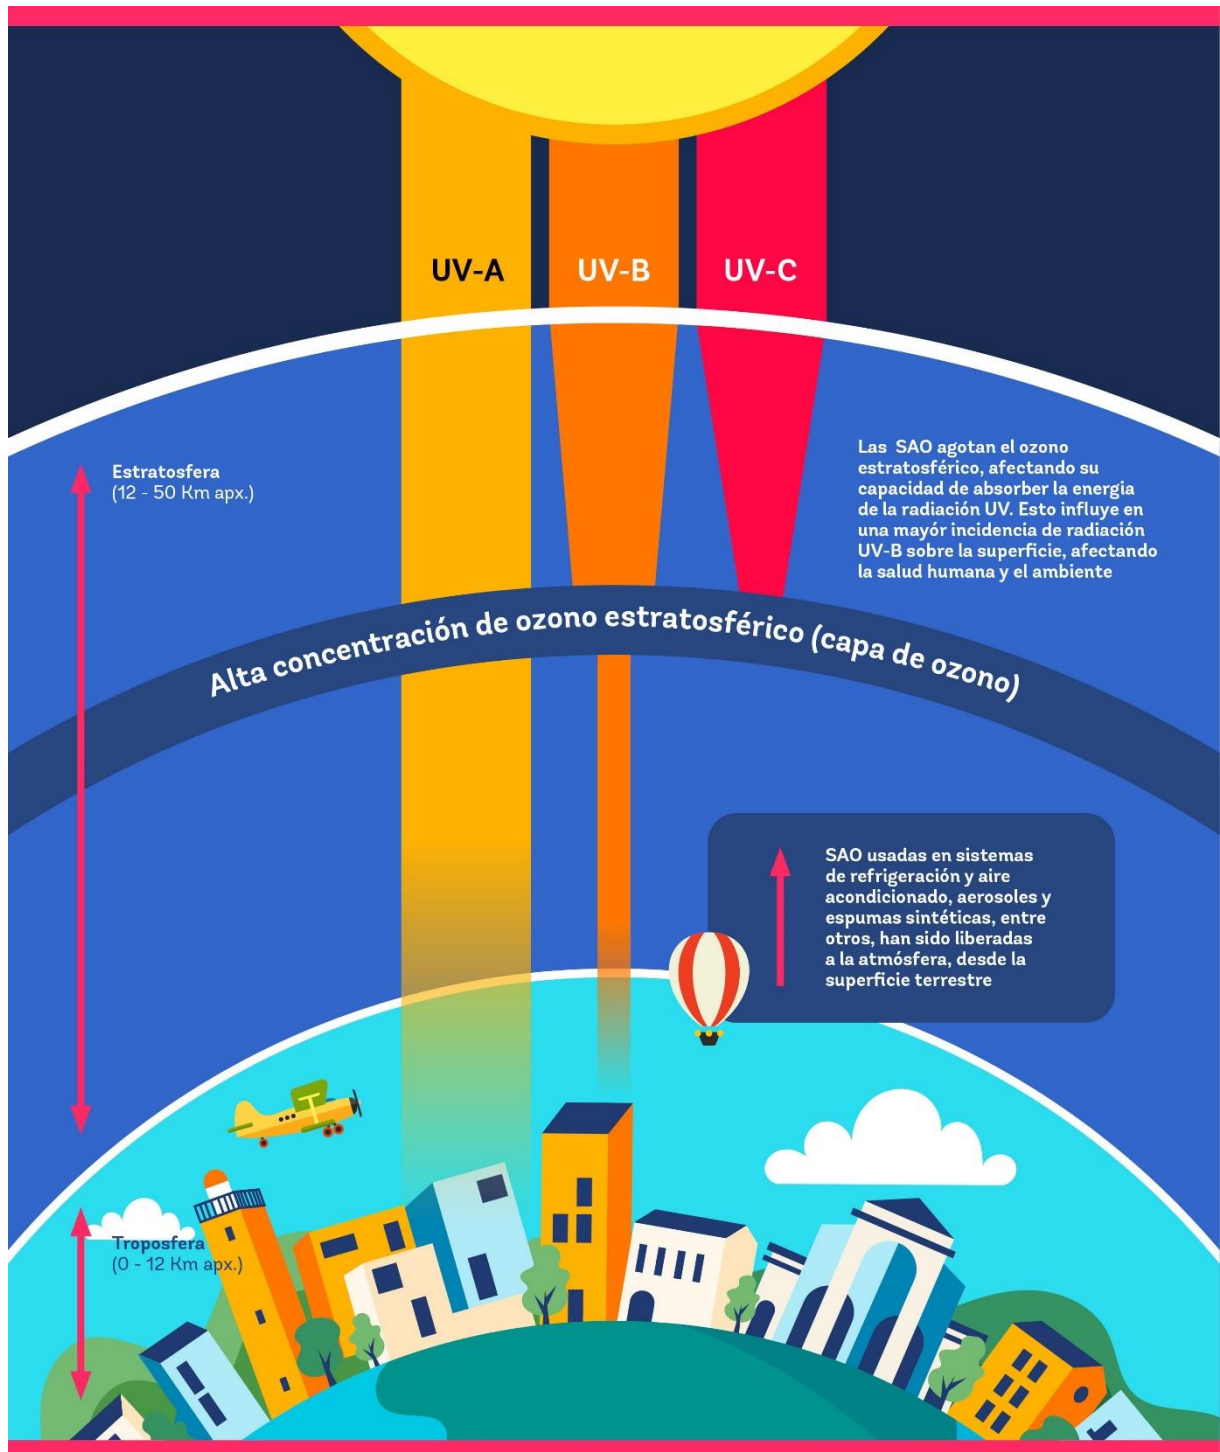 UV-A
UV-B
UV-C
Estratosfera
(12 - 50 Km apx.)
Las SAO agotan el ozono
estratosférico, afectando su
capacidad de absorber la energia
de la radiación UV. Esto influye en
una mayór incidencia de radiación
UV-B sobre la superficie, afectando
la salud humana y el ambiente
Alta concentración de ozono estratosférico (capa de ozono)
SAO usadas en sistemas
de refrigeración y aire
acondicionado, aerosoles y
espumas sintéticas, entre
otros, han sido liberadas
a la atmósfera, desde la
superficie terrestre
Troposfera
(0 - 12 Km apx.)